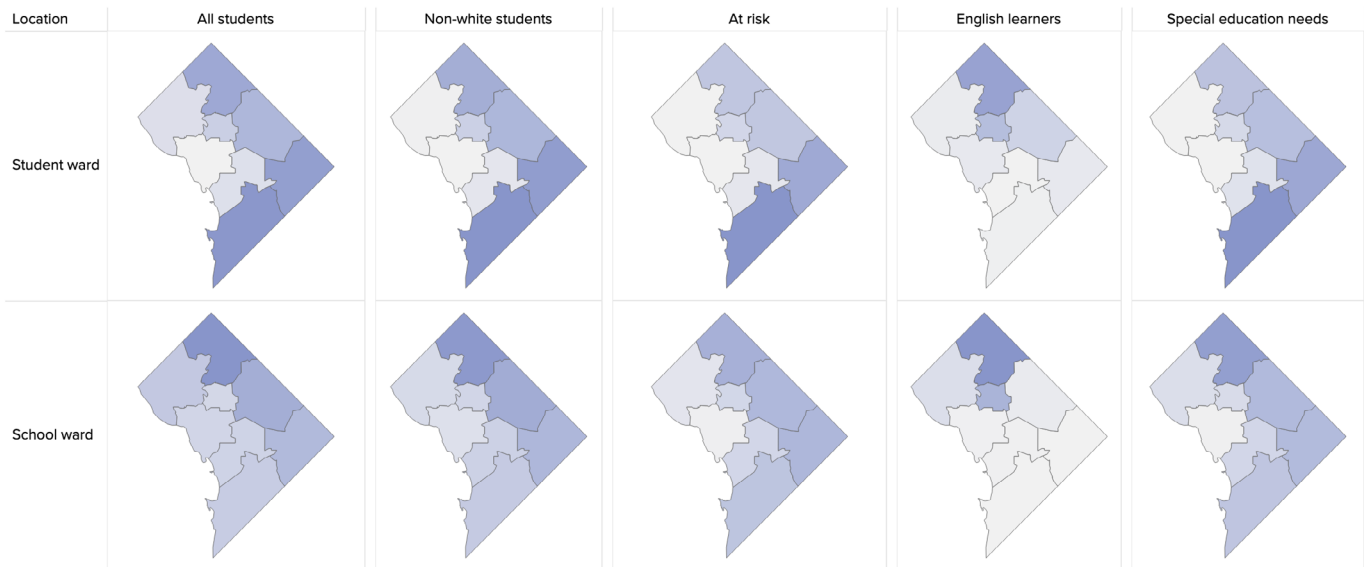 Location
All students
Non-white students
At risk
English learners
Special education needs
Student ward
School ward